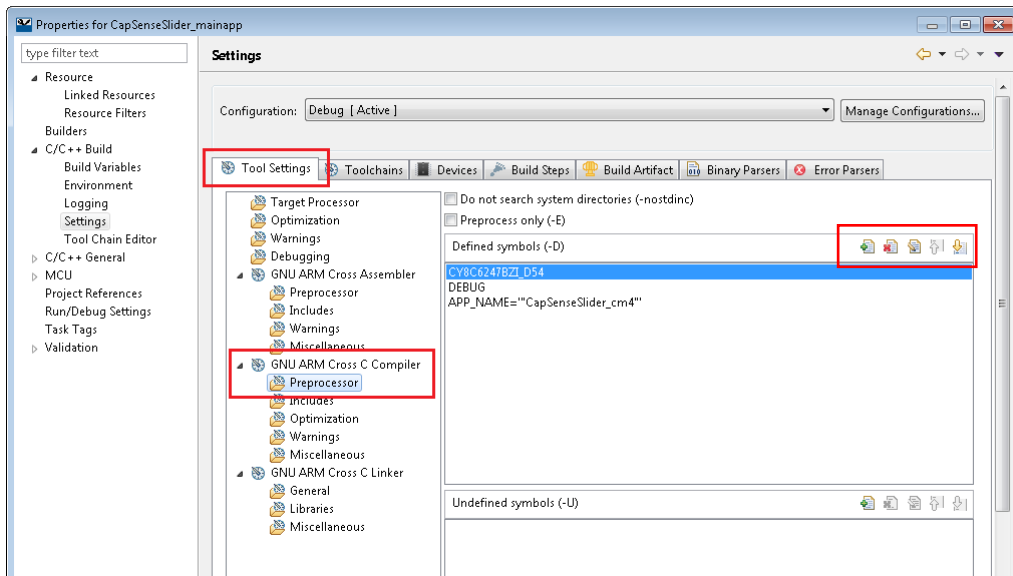 Properties for CapSenseSlider_mainapp
type filter text
Resource
Linked Resources
Resource Filters
Builders
C/C++ Build
Build Variables
Environment
Logging
Settings
Tool Chain Editor
C/C++ General
MCU
Project References
Run/Debug Settings
Task Tags
Validation
Settings
Configuration: Debug [ Active ] Manage Configurations...
Tool Settings Toolchains Devices Build Steps Build Artifact Binary Parsers Error Parsers
Target Processor
Optimization
Warnings
Debugging
GNU ARM Cross Assembler
Preprocessor
Includes
Warnings
Miscellaneous
GNU ARM Cross C Compiler
Preprocessor
Includes
Optimization
Warnings
Miscellaneous
GNU ARM Cross C Linker
General
Libraries
Miscellaneous
Do not search system directories (-nostdinc)
Preprocess only (-E)
Defined symbols (-D)
CY8C6247BZI_D54
DEBUG
APP_NAME='"CapSenseSlider_cm4"'
Undefined symbols (-U)